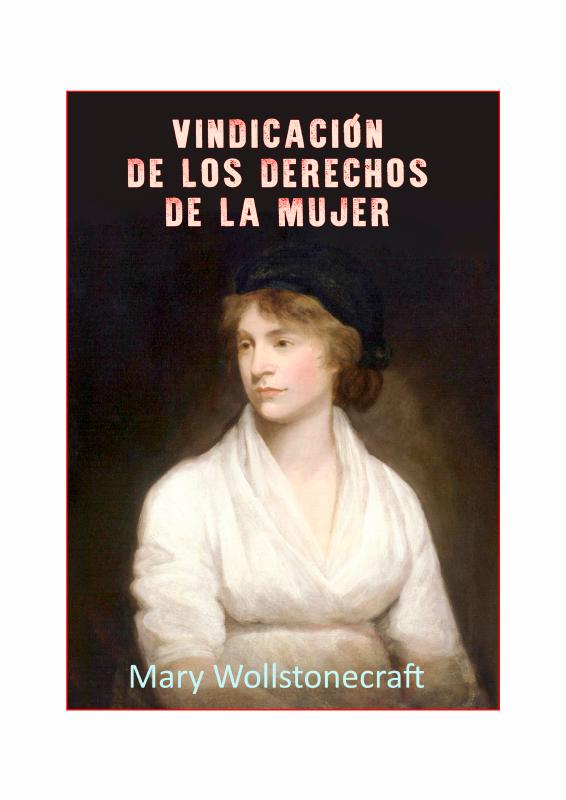 VINDICACIÓN
DE LOS DERECHOS
DE LA MUJER
Mary Wollstonecraft